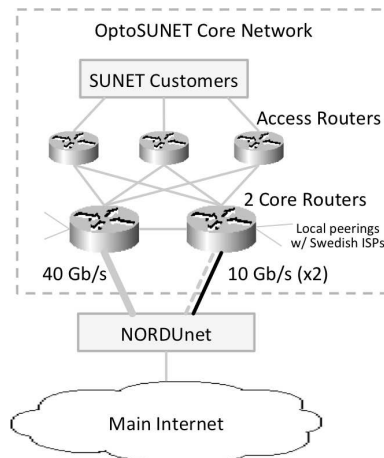 OptoSUNET Core Network
SUNET Customers
Access Routers
2 Core Routers
Local peerings
w/ Swedish ISPs
40 Gb/s
10 Gb/s (x2)
NORDUnet
Main Internet